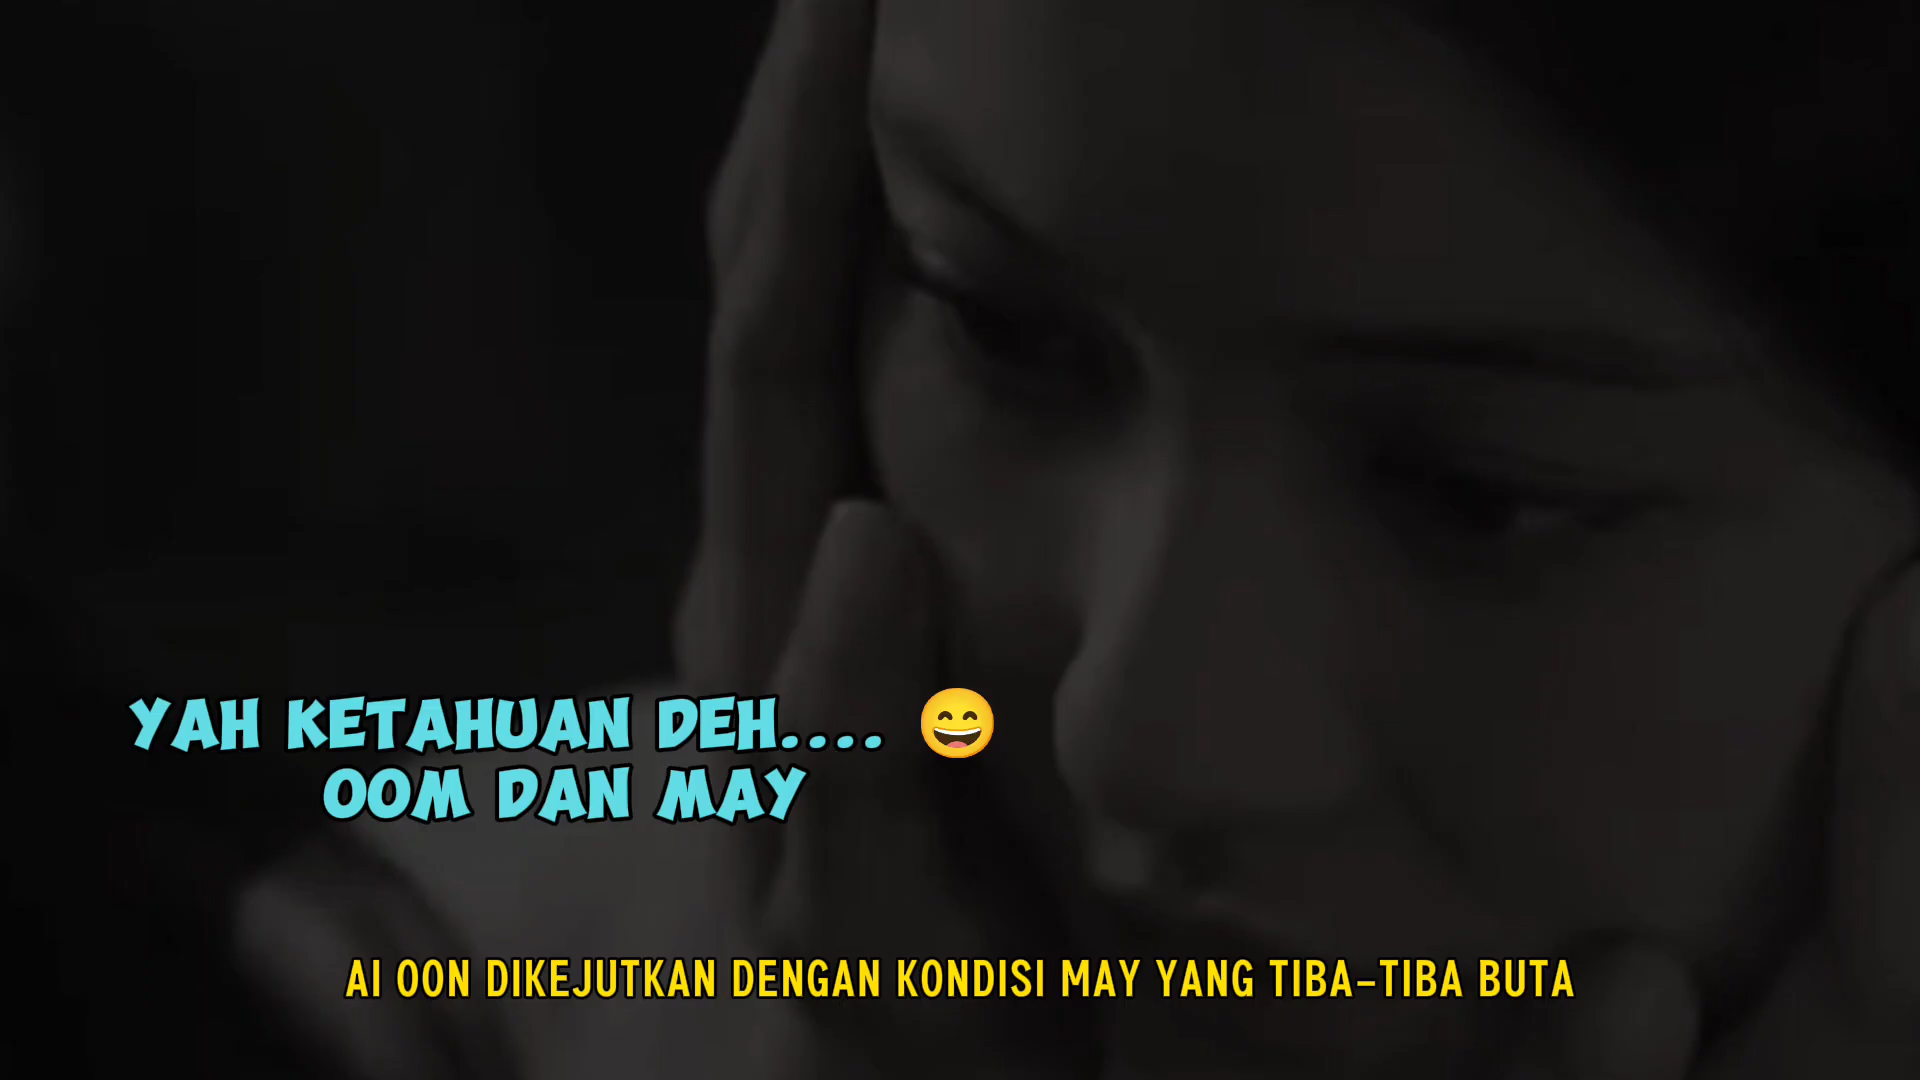 YAH KETAHUAN DEH.... 😄
OOM DAN MAY
AI OON DIKEJUTKAN DENGAN KONDISI MAY YANG TIBA-TIBA BUTA